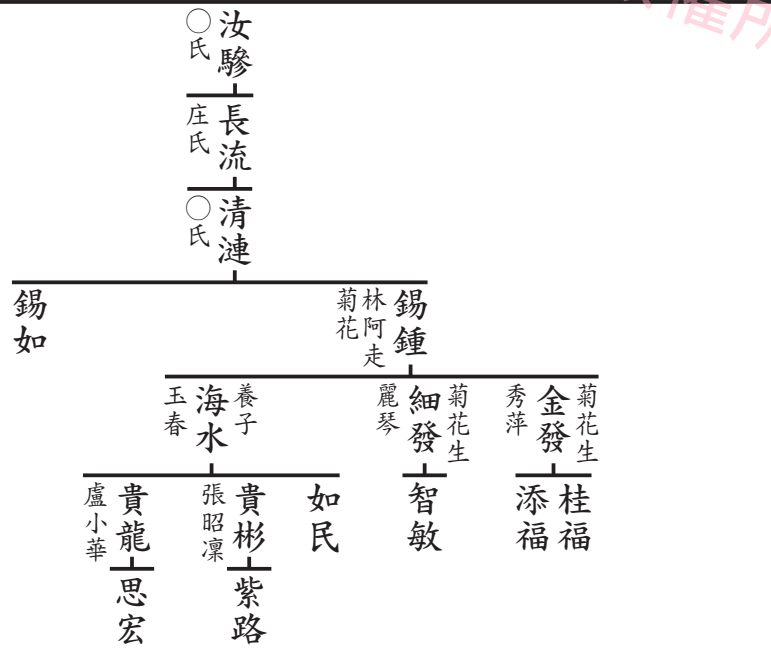 權所
汝驂
○氏
長流
庄氏
清漣
○氏
錫鍾
林阿走
菊花
錫如
菊花生
金發
秀萍
菊花生
細發
麗琴
養子
海水
玉春
桂福
添福
智敏
如民
貴彬
張昭凜
貴龍
盧小華
紫路
思宏